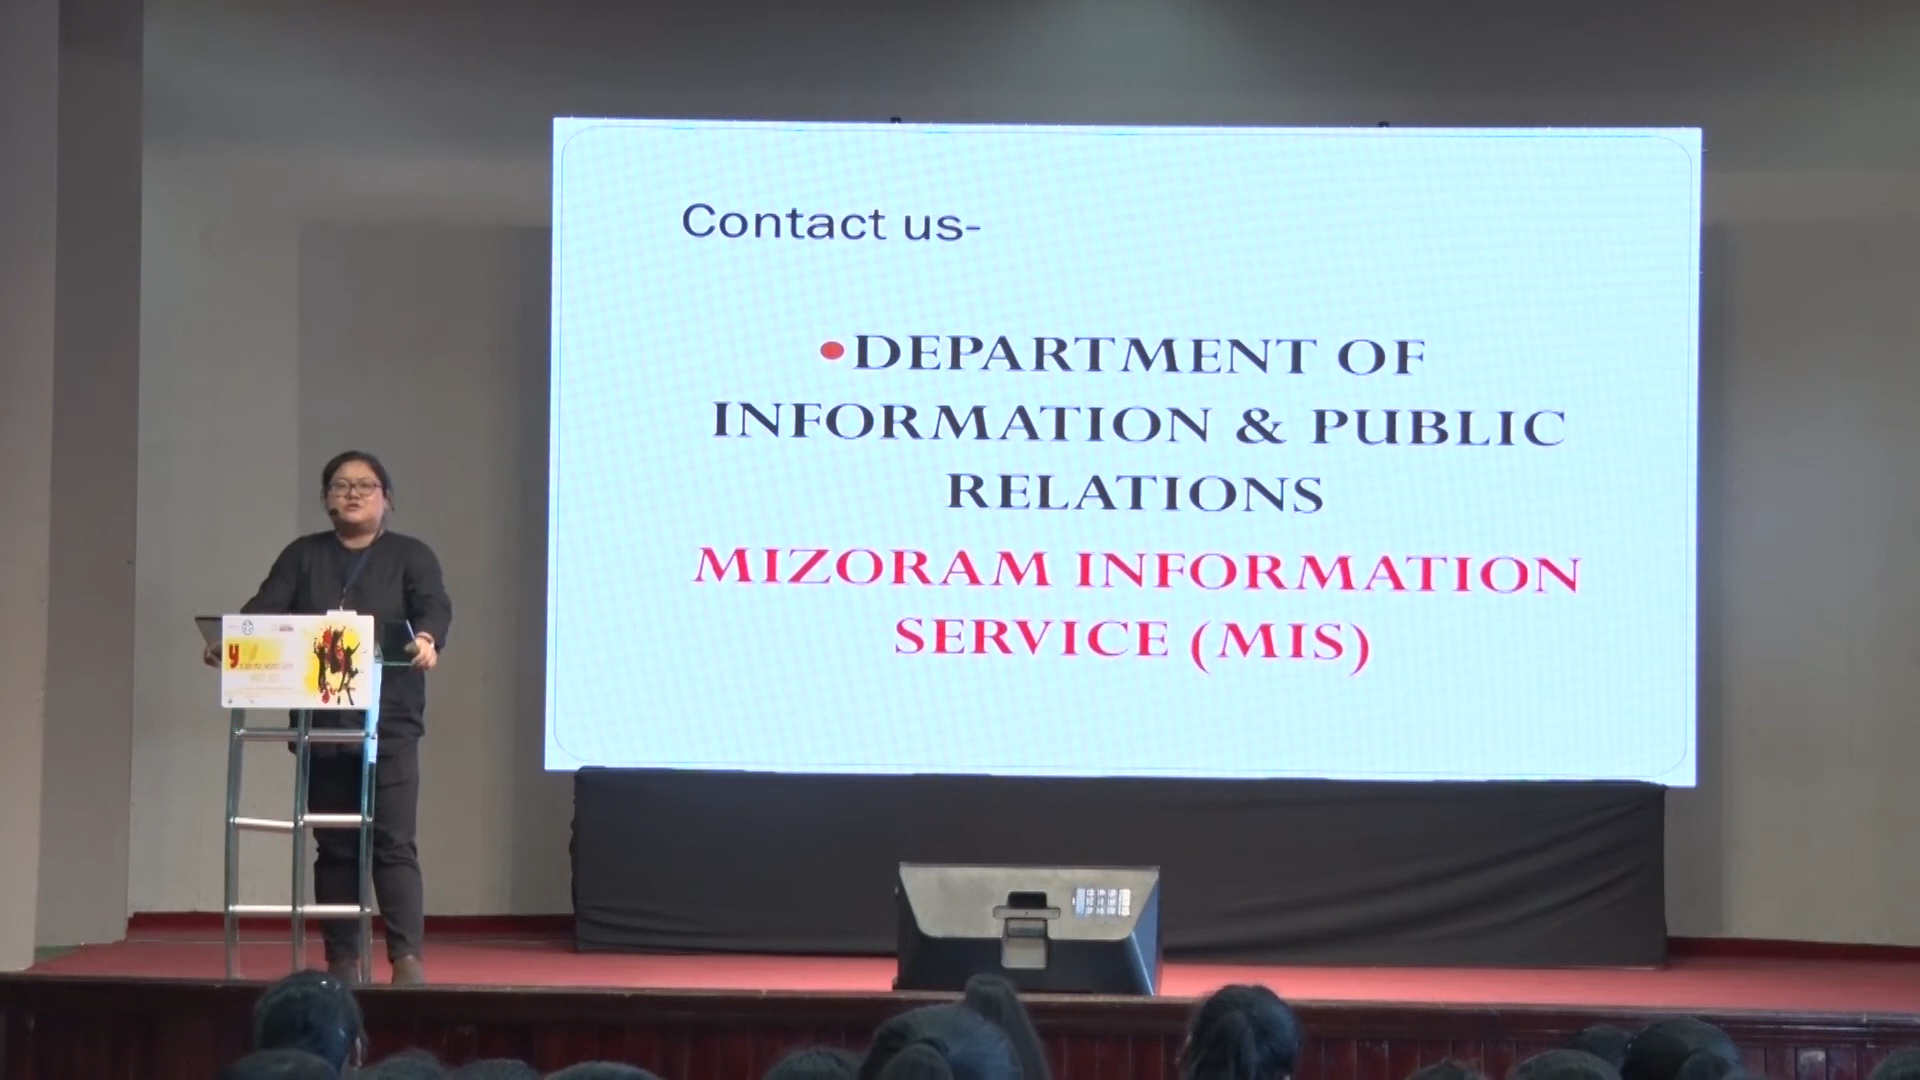 Contact us-
•DEPARTMENT OF
INFORMATION & PUBLIC
RELATIONS
MIZORAM INFORMATION
SERVICE (MIS)